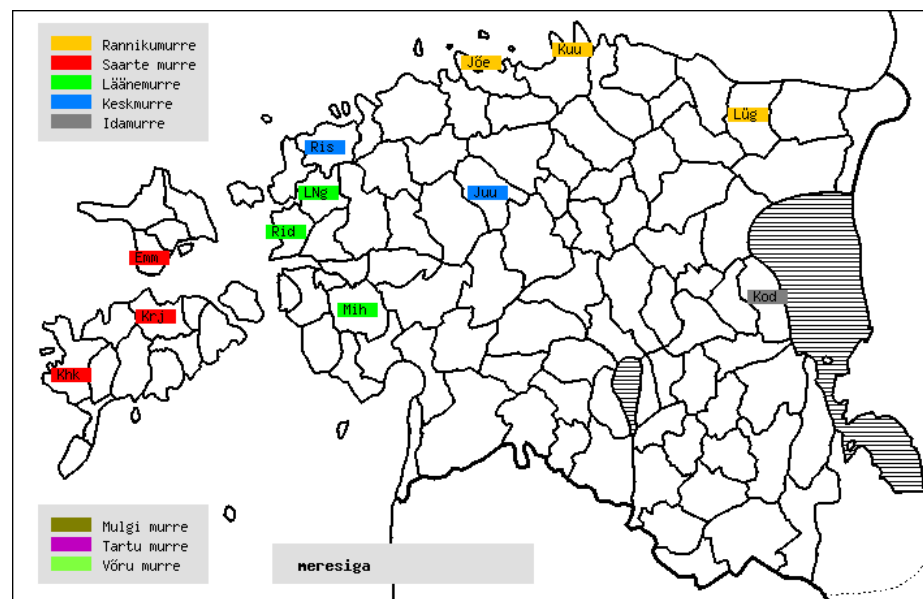 Rannikumurre
Saarte murre
Läänemurre
Keskmurre
Idamurre
Kuu
Jõe
Lüg
Ris
LNg
Juu
Rid
Emm
Kod
Mih
Krj
Khk
Mulgi murre
Tartu murre
Võru murre
meresiga